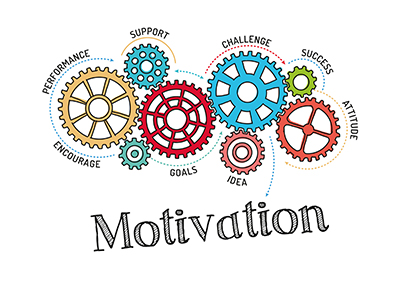 SUPPORT
CHALLENGE
PERFORMANCE
SUCCESS
ATTITUDE
ENCOURAGE
GOALS
IDEA
Motivation